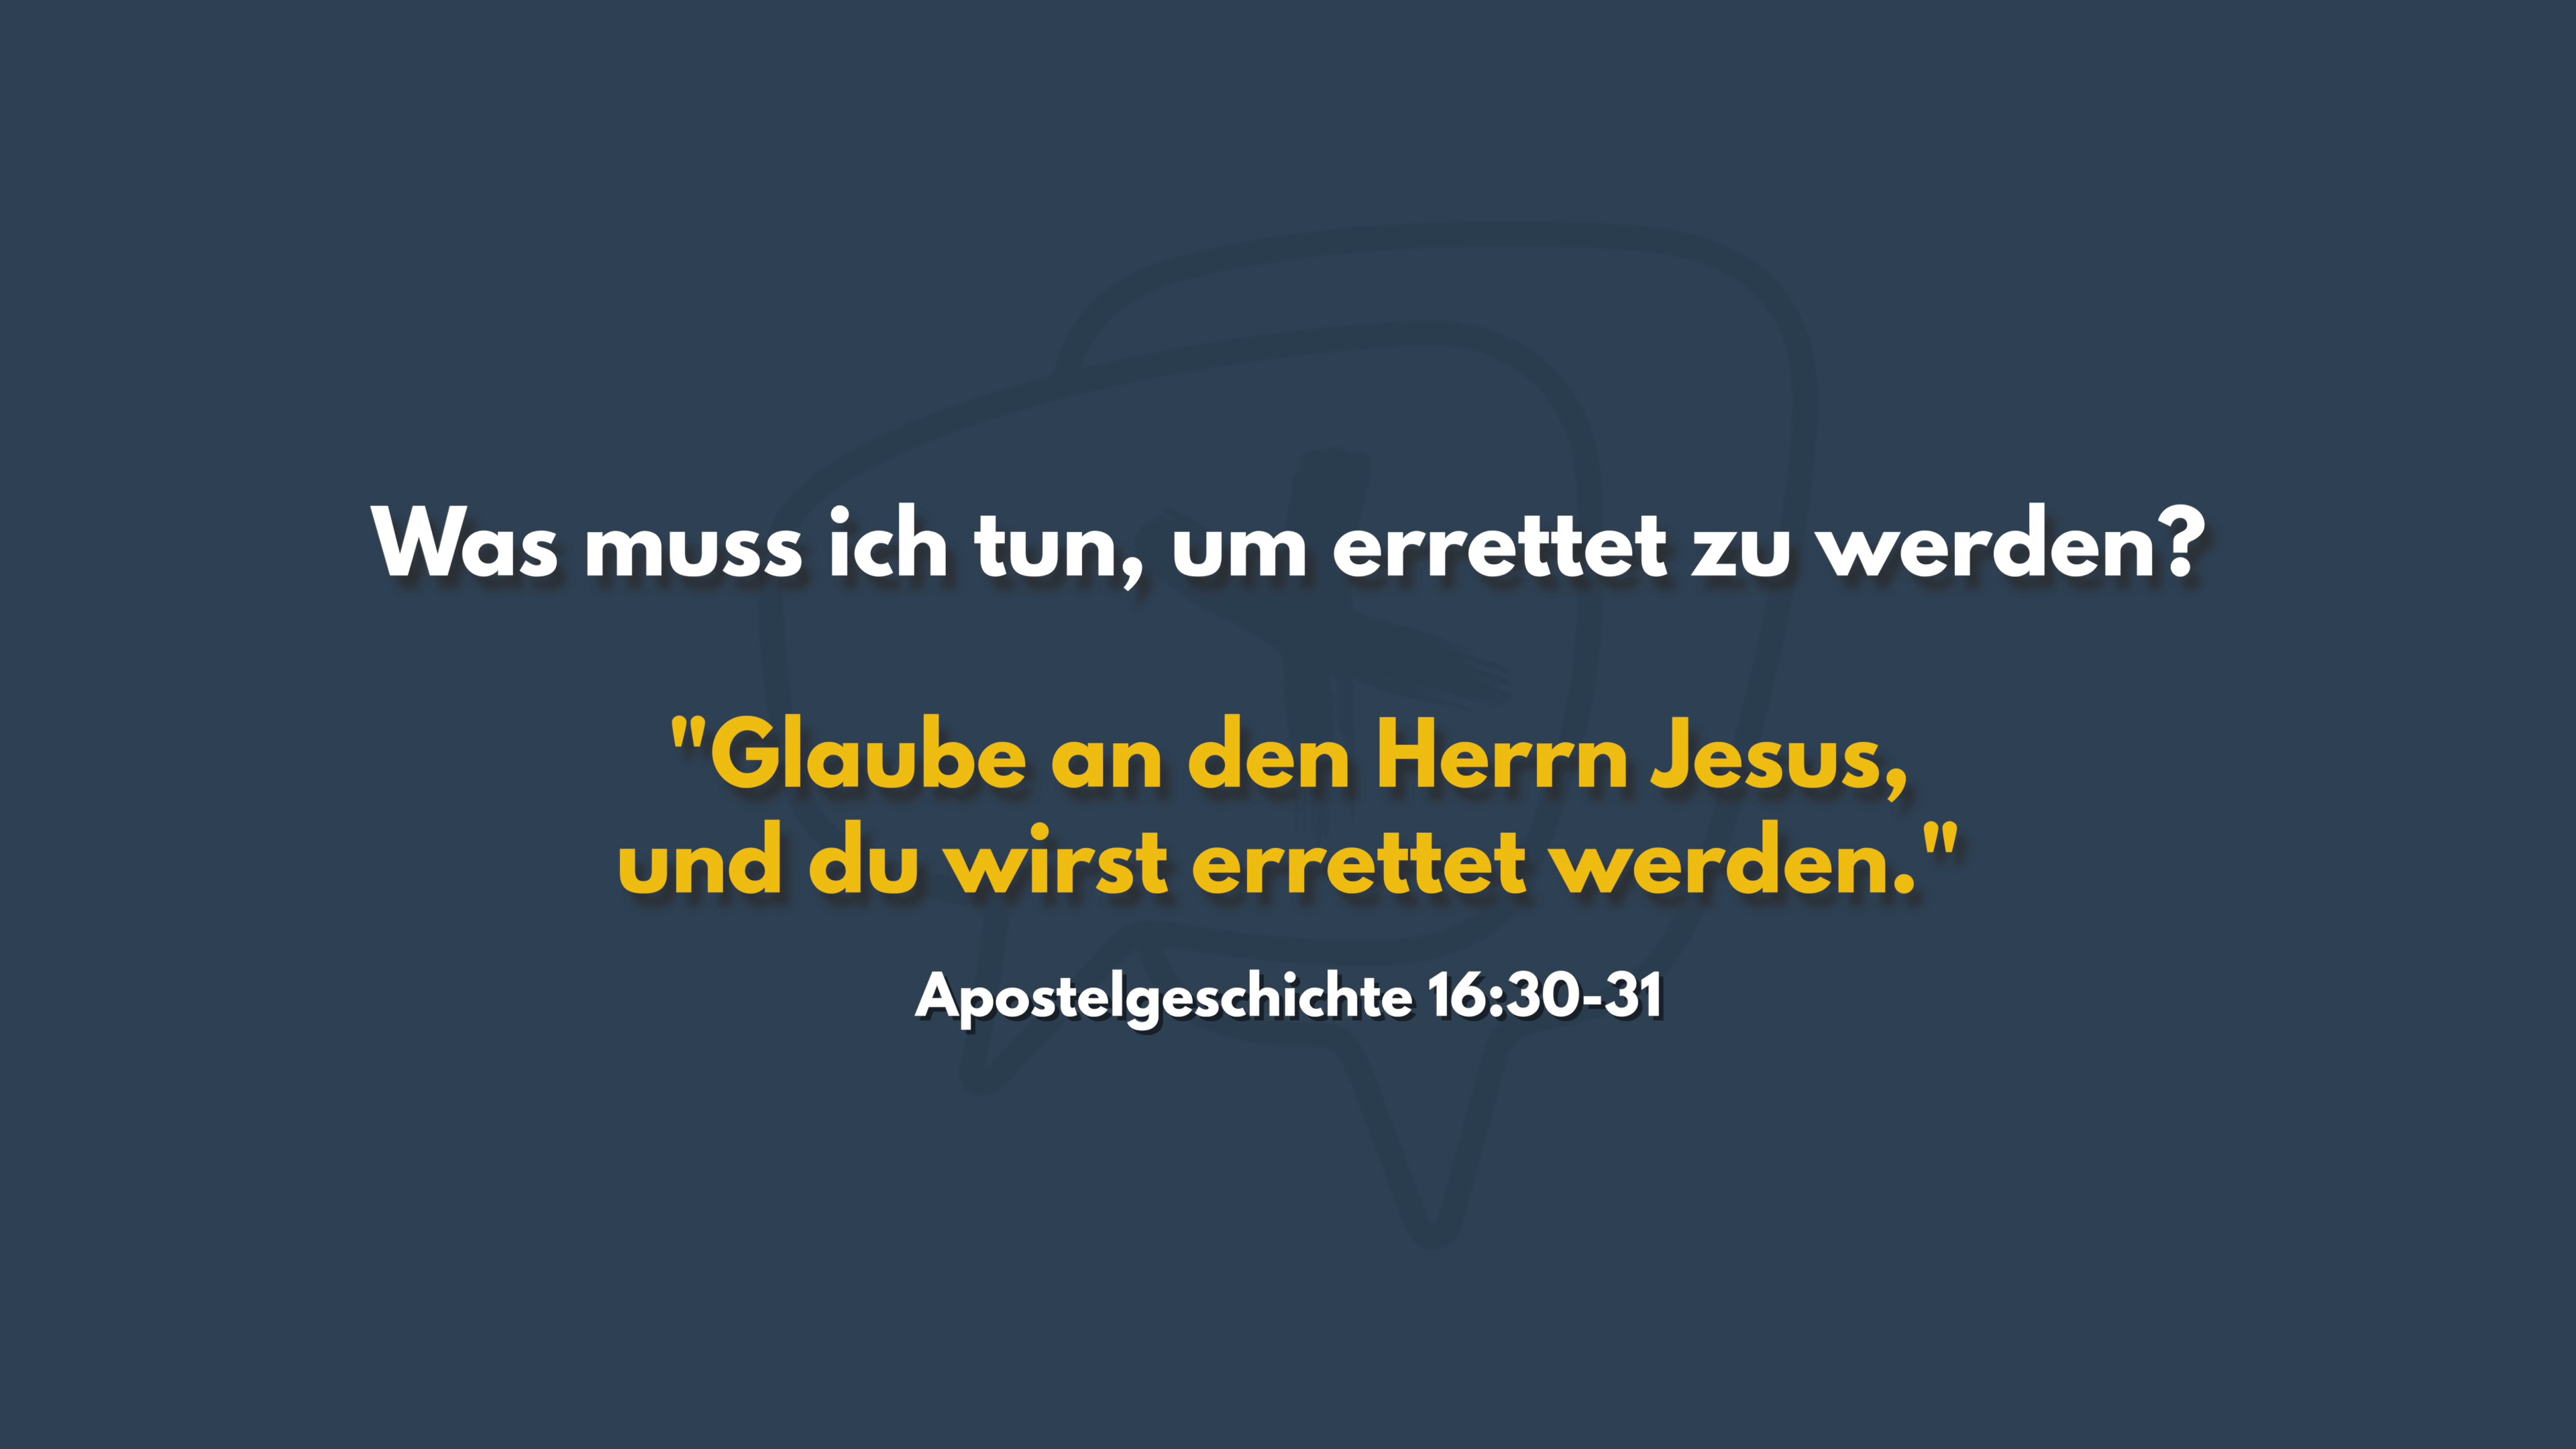 Was muss ich tun, um errettet zu werden?
"Glaube an den Herrn Jesus,
und du wirst errettet werden."
Apostelgeschichte 16:30-31